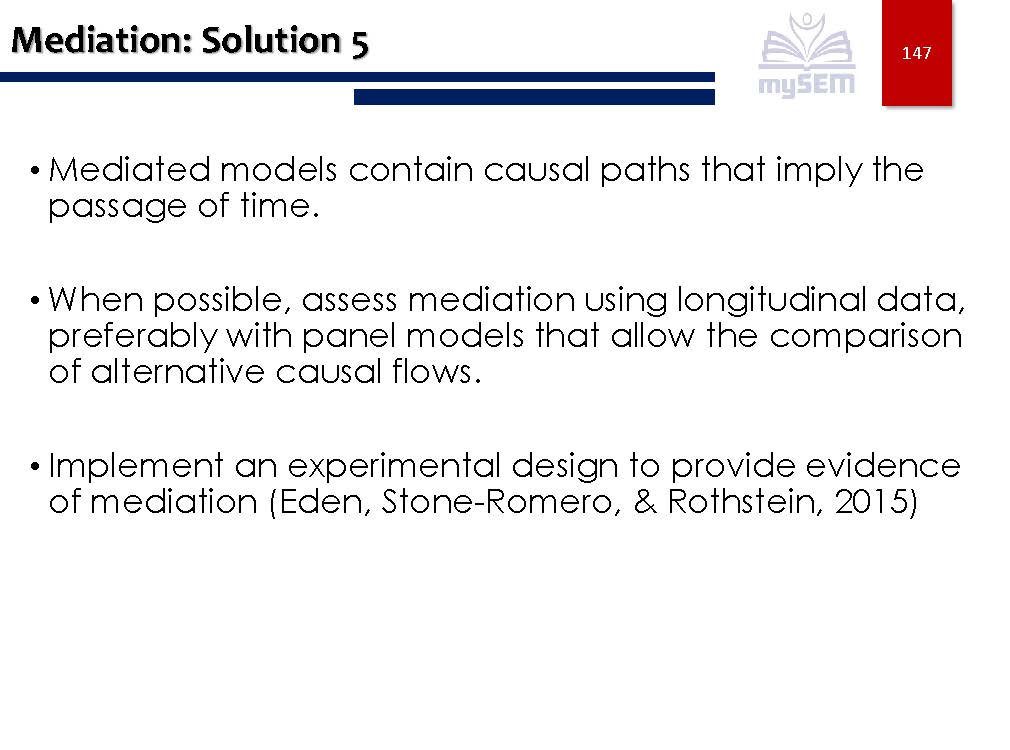 Mediation: Solution 5
mySEM
147
• Mediated models contain causal paths that imply the
passage of time.
• When possible, assess mediation using longitudinal data,
preferably with panel models that allow the comparison
of alternative causal flows.
• Implement an experimental design to provide evidence
of mediation (Eden, Stone-Romero, & Rothstein, 2015)